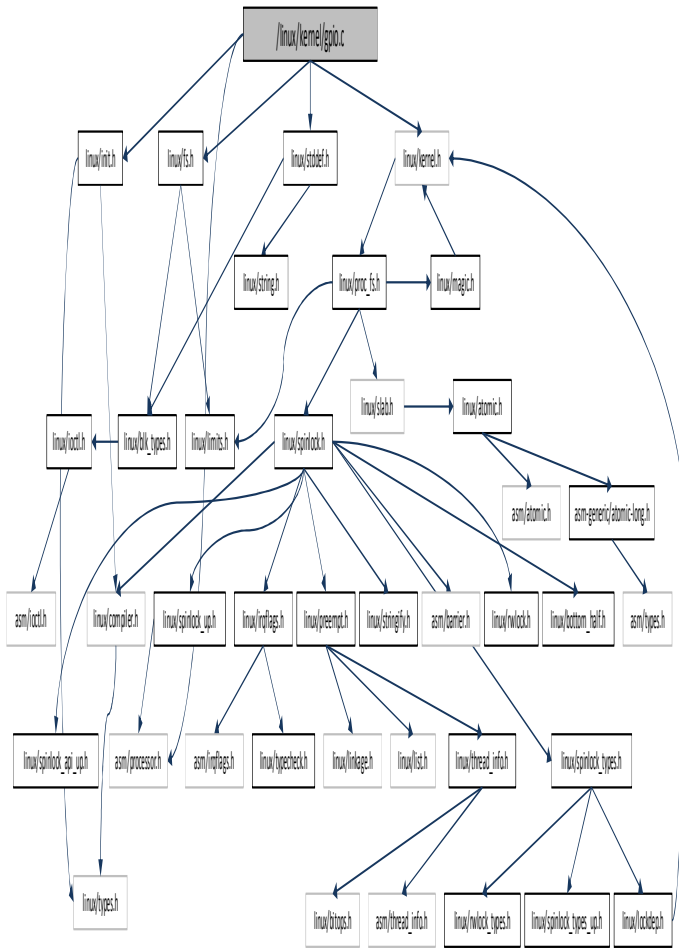 /linux/kernel/gpio.c
linux/init.h
linux/fs.h
linux/stddef.h
linux/kernel.h
linux/string.h
linux/proc_fs.h
linux/magic.h
linux/slab.h
linux/atomic.h
linux/ioctl.h
linux/blk_types.h
linux/limits.h
linux/spinlock.h
asm/atomic.h
asm-generic/atomic-long.h
asm/ioctl.h
linux/compiler.h
linux/spinlock_up.h
linux/irqflags.h
linux/preempt.h
linux/stringify.h
asm/barrier.h
linux/rwlock.h
linux/bottom_half.h
asm/types.h
linux/spinlock_api_up.h
asm/processor.h
asm/irqflags.h
linux/typecheck.h
linux/linkage.h
linux/list.h
linux/thread_info.h
linux/spinlock_types.h
linux/types.h
linux/bitops.h
asm/thread_info.h
linux/rwlock_types.h
linux/spinlock_types_up.h
linux/lockdep.h